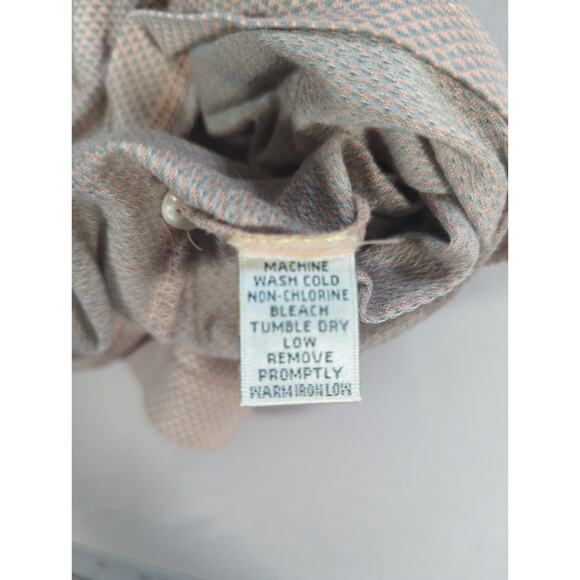 MACHINE
WASH COLD
NON-CHLORINE
BLEACH
TUMBLE DRY
LOW
REMOVE
PROMPTLY
WARM IRON LOW